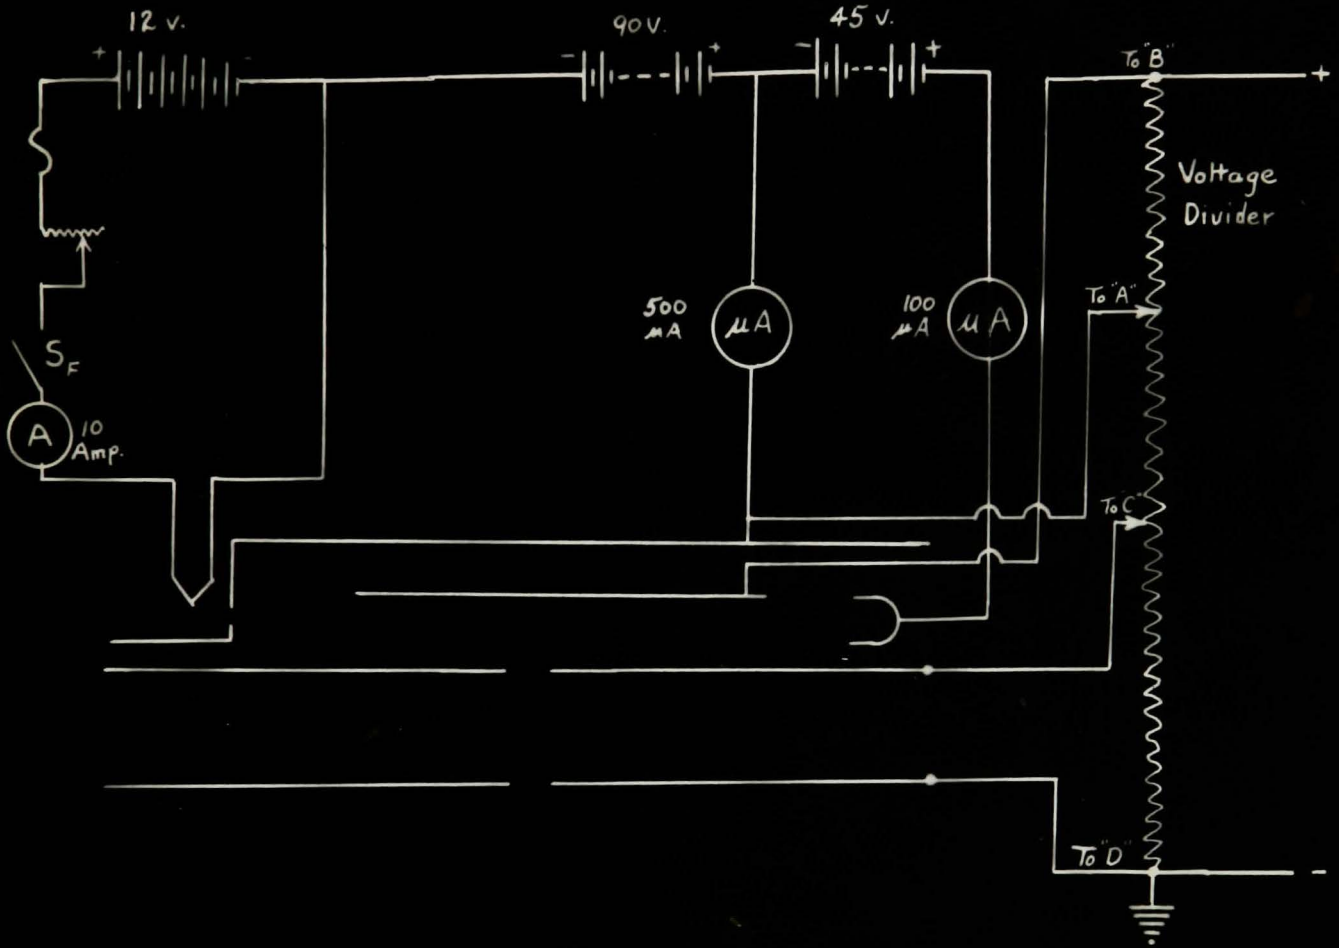 12 v.
90 v.
45 v.
+
-
-
+
-
+
To "B"
+
Voltage
Divider
To "A"
500
μA
μA
100
μA
μA
S F
A
10
Amp.
To "C"
To "D"
-